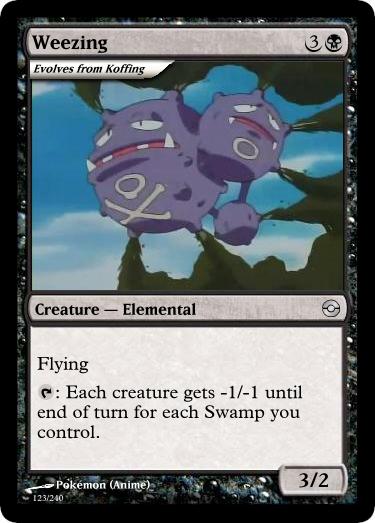 Weezing 3
Evolves from Koffing
Creature — Elemental
Flying
: Each creature gets -1/-1 until
end of turn for each Swamp you
control.
3/2
Pokémon (Anime)
123/240